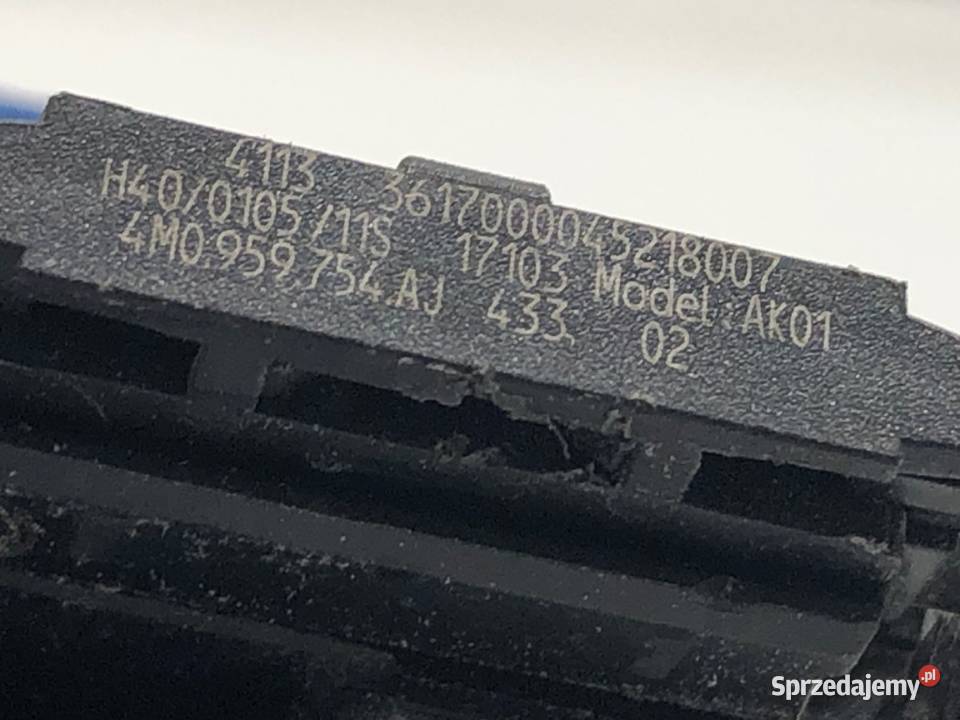 4113 3617000045218007
H40/0105/11S 17103 Model: AK01
4M0.959.754.AJ 433 02
Sprzedajemy.pl